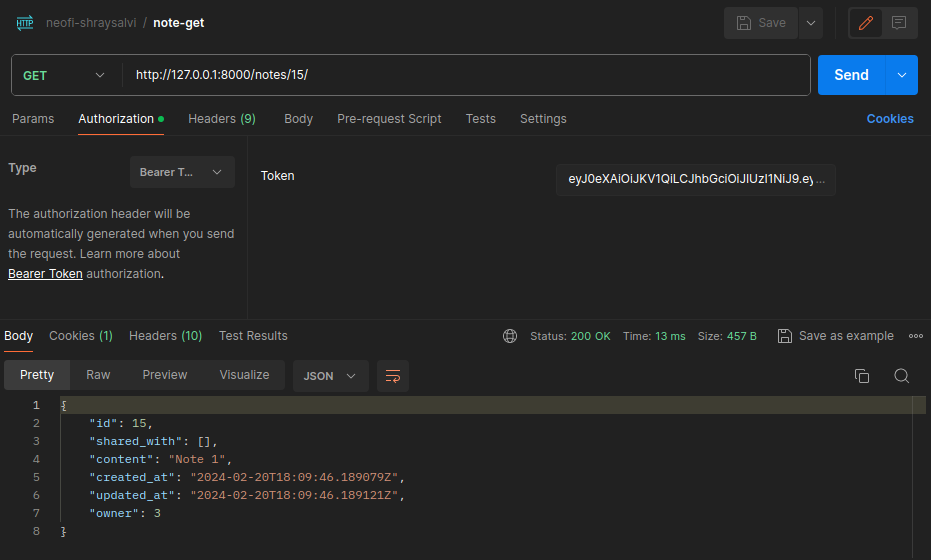 HTTP neofi-shraysalvi / note-get Save
GET http://127.0.0.1:8000/notes/15/ Send
Params Authorization Headers (9) Body Pre-request Script Tests Settings Cookies
Type Bearer T... Token eyJ0eXAiOiJKV1QiLCJhbGciOiJIUzI1NiJ9.ey...
The authorization header will be
automatically generated when you send
the request. Learn more about
Bearer Token authorization.
Body Cookies (1) Headers (10) Test Results Status: 200 OK Time: 13 ms Size: 457 B Save as example
Pretty Raw Preview Visualize JSON
1 {
2 "id": 15,
3 "shared_with": [],
4 "content": "Note 1",
5 "created_at": "2024-02-20T18:09:46.189079Z",
6 "updated_at": "2024-02-20T18:09:46.189121Z",
7 "owner": 3
8 }